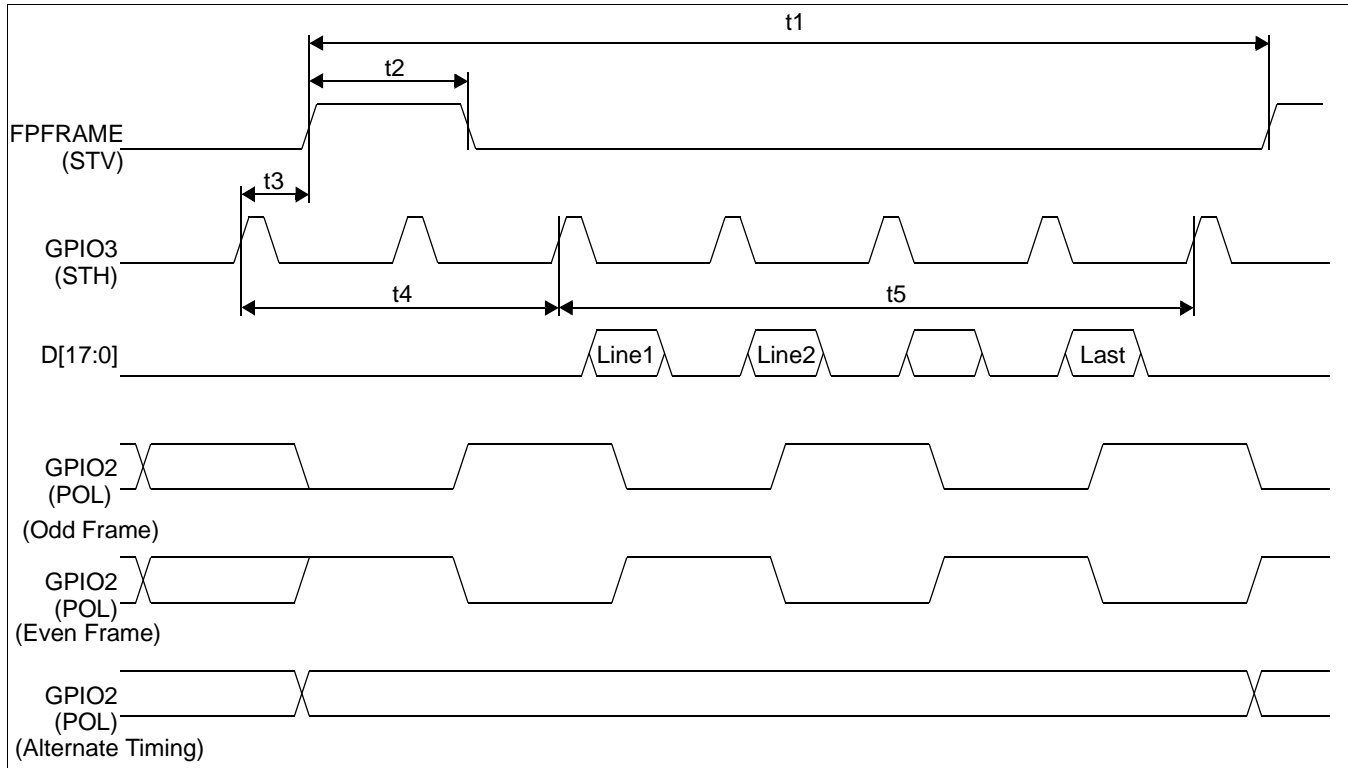 t1
t2
FPFRAME
(STV)
t3
GPIO3
(STH)
t4
t5
D[17:0]
Line1
Line2
Last
GPIO2
(POL)
(Odd Frame)
GPIO2
(POL)
(Even Frame)
GPIO2
(POL)
(Alternate Timing)